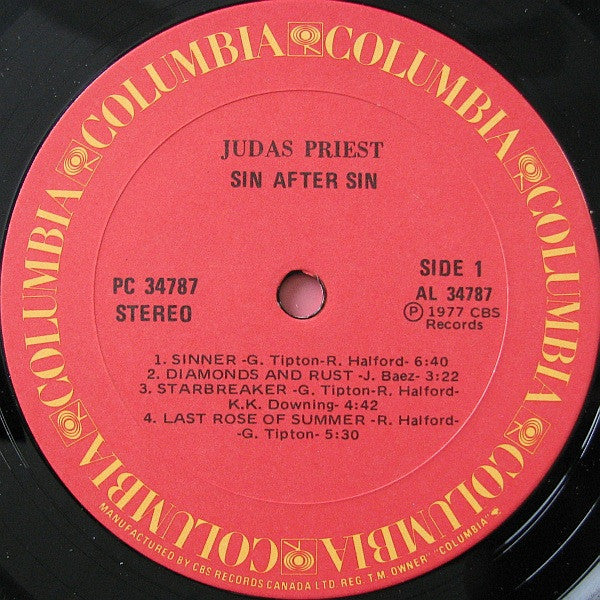 COLUMBIA COLUMBIA COLUMBIA COLUMBIA COLUMBIA COLUMBIA COLUMBIA COLUMBIA
JUDAS PRIEST
SIN AFTER SIN
PC 34787
STEREO
SIDE 1
AL 34787
Ⓟ 1977 CBS
Records
1. SINNER -G. Tipton-R. Halford- 6:40
2. DIAMONDS AND RUST -J. Baez- 3:22
3. STARBREAKER -G. Tipton-R. Halford-
K.K. Downing- 4:42
4. LAST ROSE OF SUMMER -R. Halford-
-G. Tipton- 5:30
MANUFACTURED BY CBS RECORDS CANADA LTD. REG. T.M. OWNER "COLUMBIA"